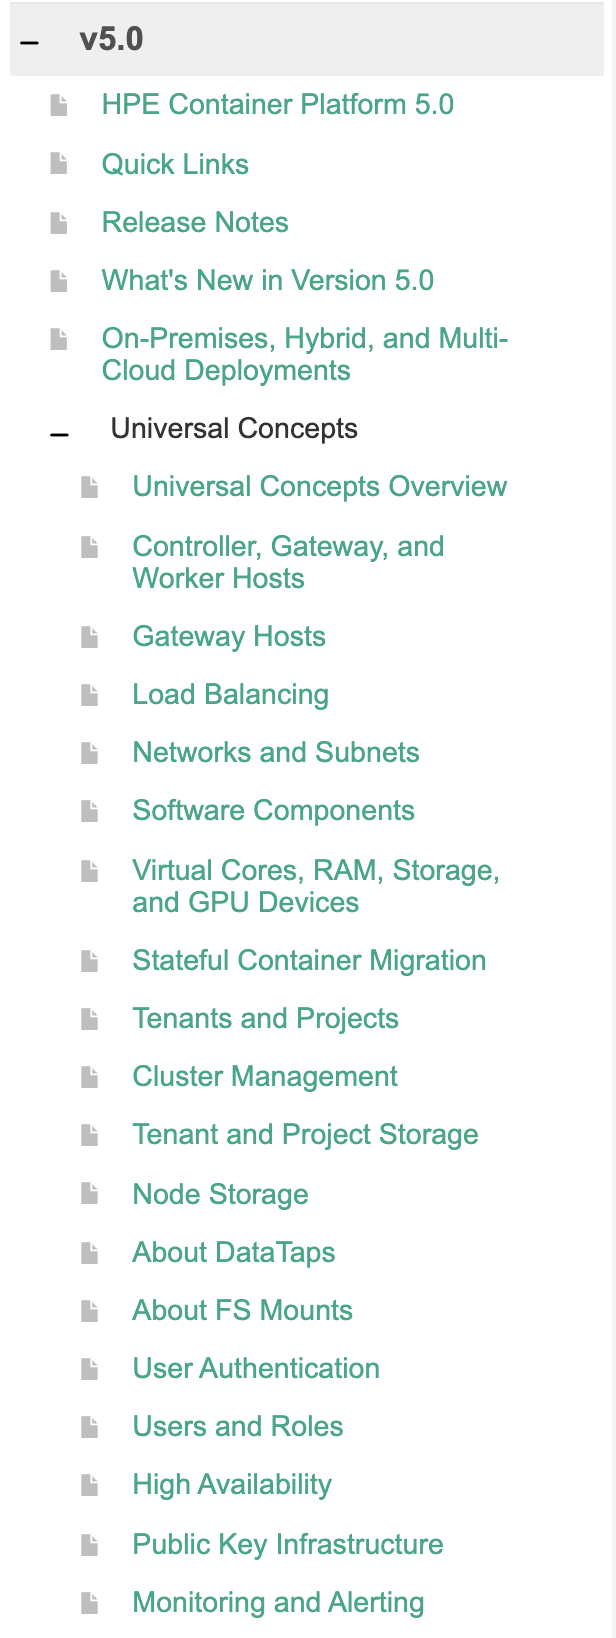 v5.0
HPE Container Platform 5.0
Quick Links
Release Notes
What's New in Version 5.0
On-Premises, Hybrid, and Multi-
Cloud Deployments
Universal Concepts
Universal Concepts Overview
Controller, Gateway, and
Worker Hosts
Gateway Hosts
Load Balancing
Networks and Subnets
Software Components
Virtual Cores, RAM, Storage,
and GPU Devices
Stateful Container Migration
Tenants and Projects
Cluster Management
Tenant and Project Storage
Node Storage
About DataTaps
About FS Mounts
User Authentication
Users and Roles
High Availability
Public Key Infrastructure
Monitoring and Alerting